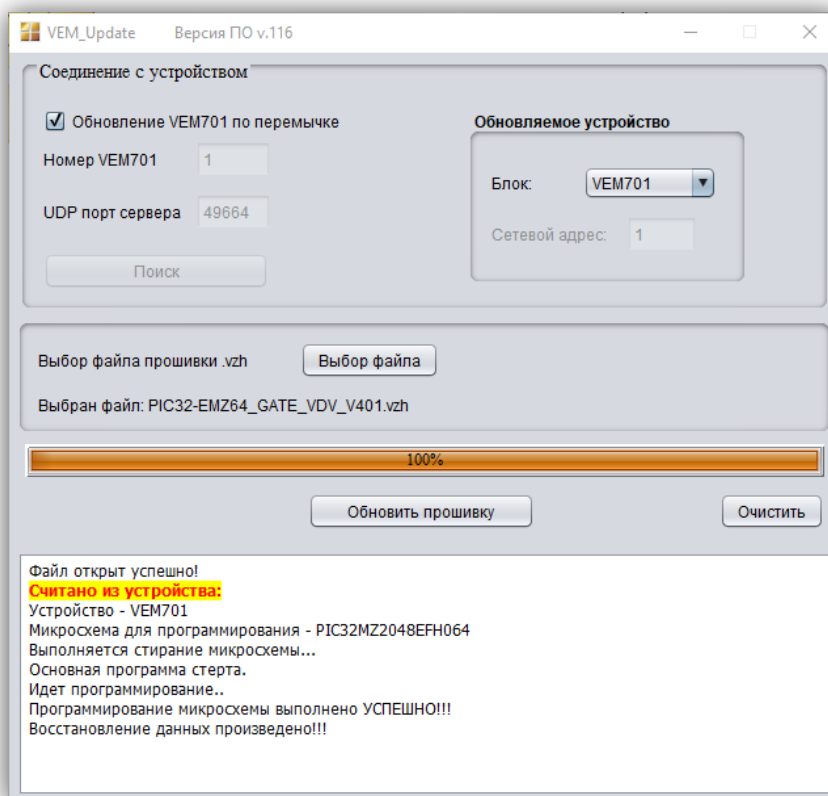 VEM_Update Версия ПО v.116
Соединение с устройством
Обновление VEM701 по перемычке
Номер VEM701 1
UDP порт сервера 49664
Поиск
Обновляемое устройство
Блок: VEM701
Сетевой адрес: 1
Выбор файла прошивки .vzh Выбор файла
Выбран файл: PIC32-EMZ64_GATE_VDV_V401.vzh
100%
Обновить прошивку Очистить
Файл открыт успешно!
Считано из устройства:
Устройство - VEM701
Микросхема для программирования - PIC32MZ2048EFH064
Выполняется стирание микросхемы...
Основная программа стерта.
Идет программирование..
Программирование микросхемы выполнено УСПЕШНО!!!
Восстановление данных произведено!!!